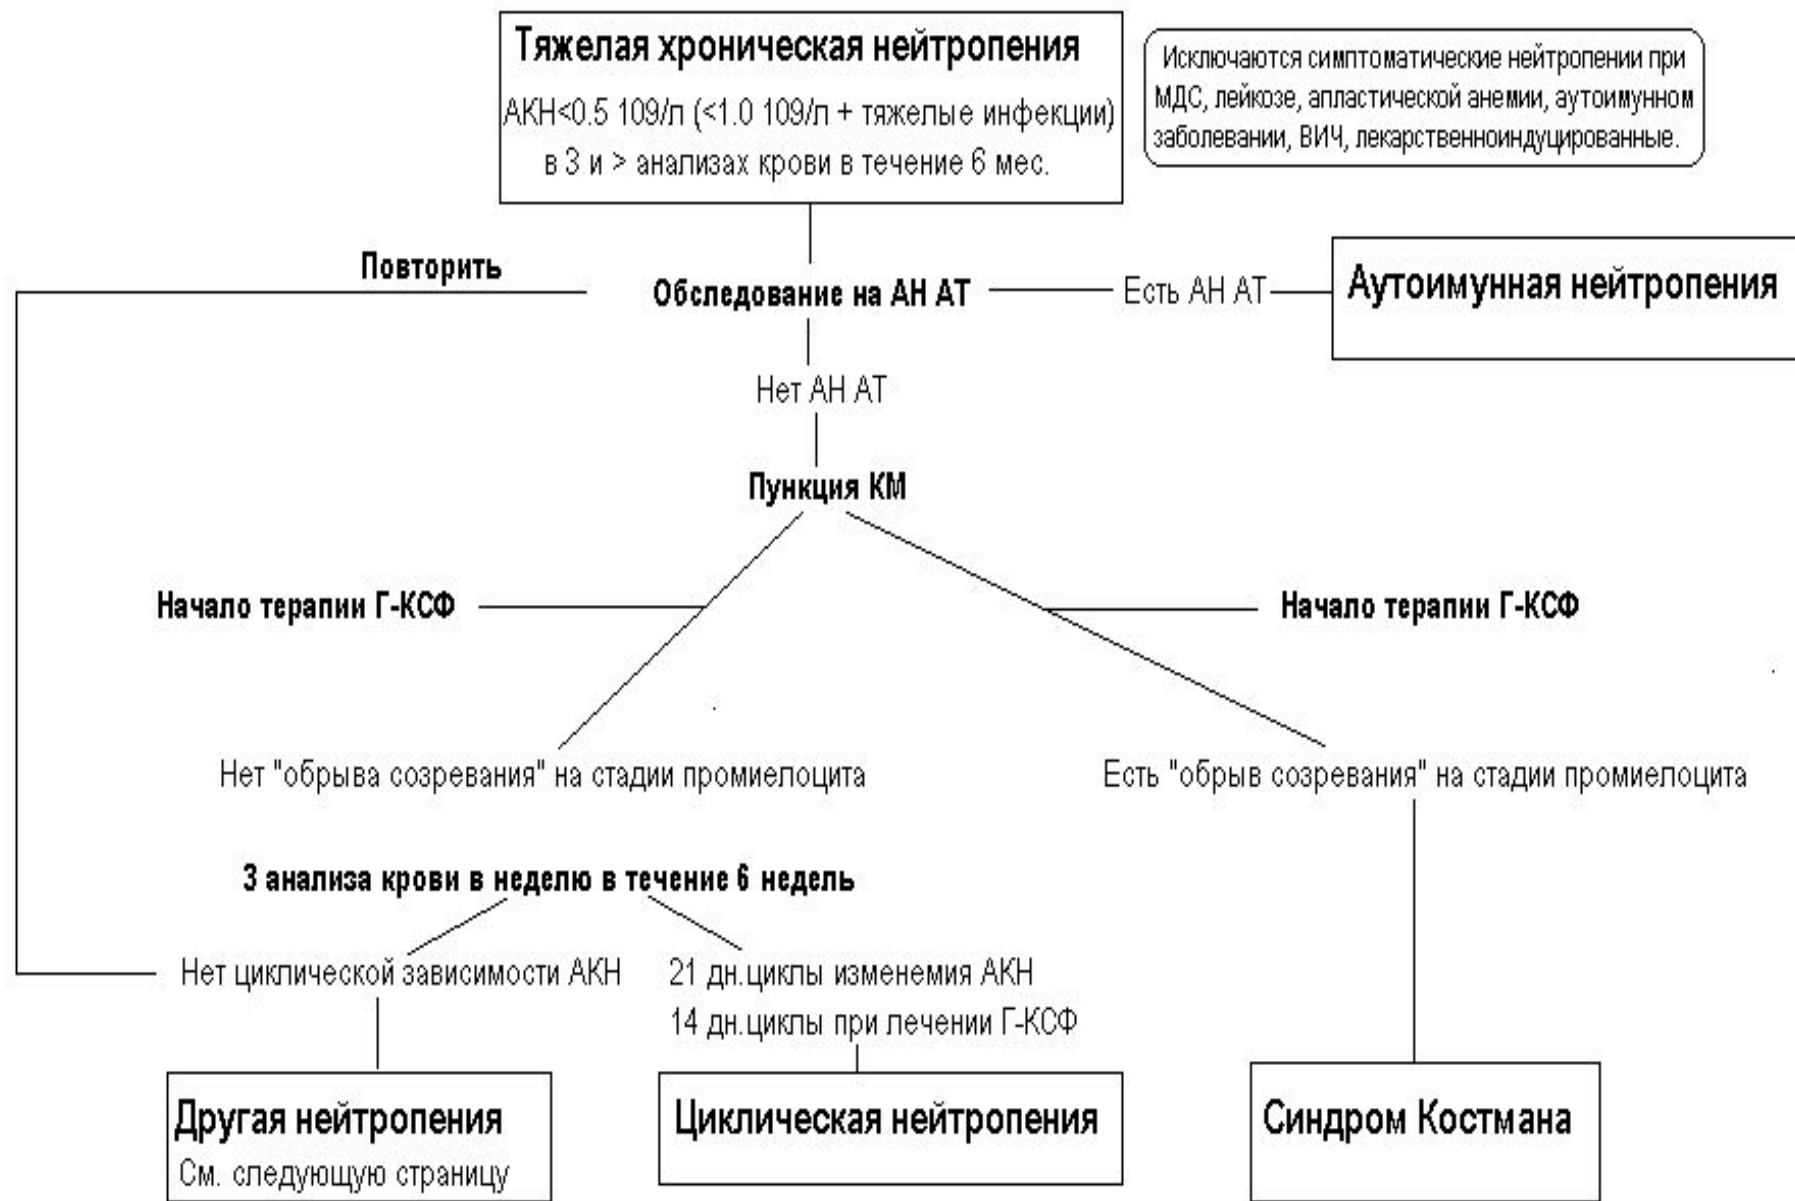 Тяжелая хроническая нейтропения
АКН<0.5 109/л (<1.0 109/л + тяжелые инфекции)
в 3 и > анализах крови в течение 6 мес.
Исключаются симптоматические нейтропении при
МДС, лейкозе, апластической анемии, аутоимунном
заболевании, ВИЧ, лекарственноиндуцированные.
Повторить
Обследование на АН АТ
Есть АН АТ
Аутоимунная нейтропения
Нет АН АТ
Пункция КМ
Начало терапии Г-КСФ
Начало терапии Г-КСФ
Нет "обрыва созревания" на стадии промиелоцита
Есть "обрыв созревания" на стадии промиелоцита
3 анализа крови в неделю в течение 6 недель
Нет циклической зависимости АКН
21 дн.циклы изменемия АКН
14 дн.циклы при лечении Г-КСФ
Другая нейтропения
См. следующую страницу
Циклическая нейтропения
Синдром Костмана